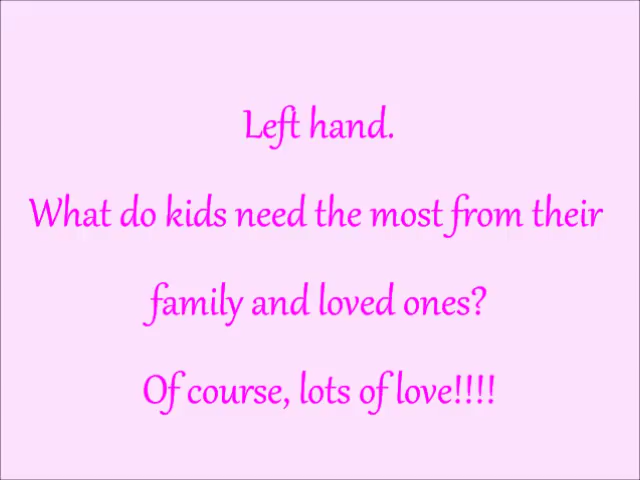 Left hand.
What do kids need the most from their
family and loved ones?
Of course, lots of love!!!!